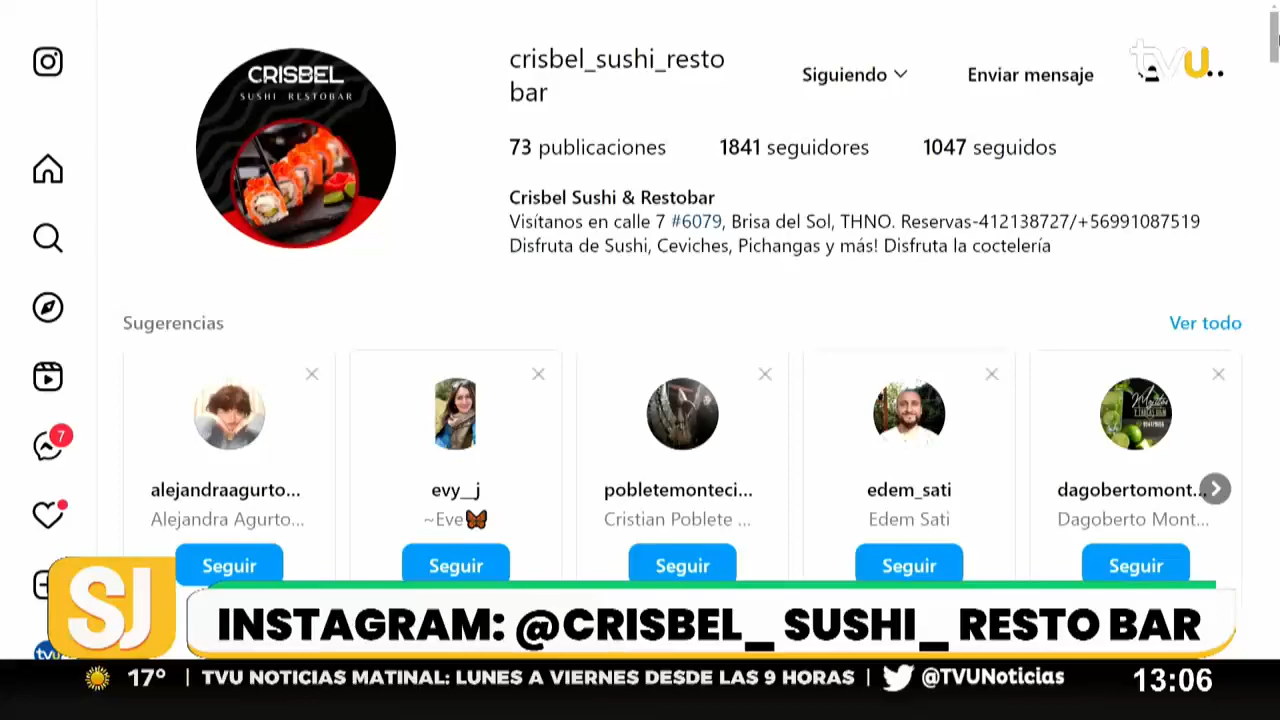 CRISBEL
SUSHI RESTOBAR
crisbel_sushi_resto
bar
Siguiendo
Enviar mensaje
tvu
73 publicaciones
1841 seguidores
1047 seguidos
Crisbel Sushi & Restobar
Visítanos en calle 7 #6079, Brisa del Sol, THNO. Reservas-412138727/+56991087519
Disfruta de Sushi, Ceviches, Pichangas y más! Disfruta la coctelería
Sugerencias
Ver todo
7
alejandraagurto...
Alejandra Agurto...
Seguir
evy__j
~Eve🦋
Seguir
pobletemonteci...
Cristian Poblete ...
Seguir
edem_sati
Edem Sati
Seguir
dagobertomont...
Dagoberto Mont...
Seguir
SJ
INSTAGRAM: @CRISBEL_ SUSHI_ RESTO BAR
17° | TVU NOTICIAS MATINAL: LUNES A VIERNES DESDE LAS 9 HORAS | @TVUNoticias
13:06